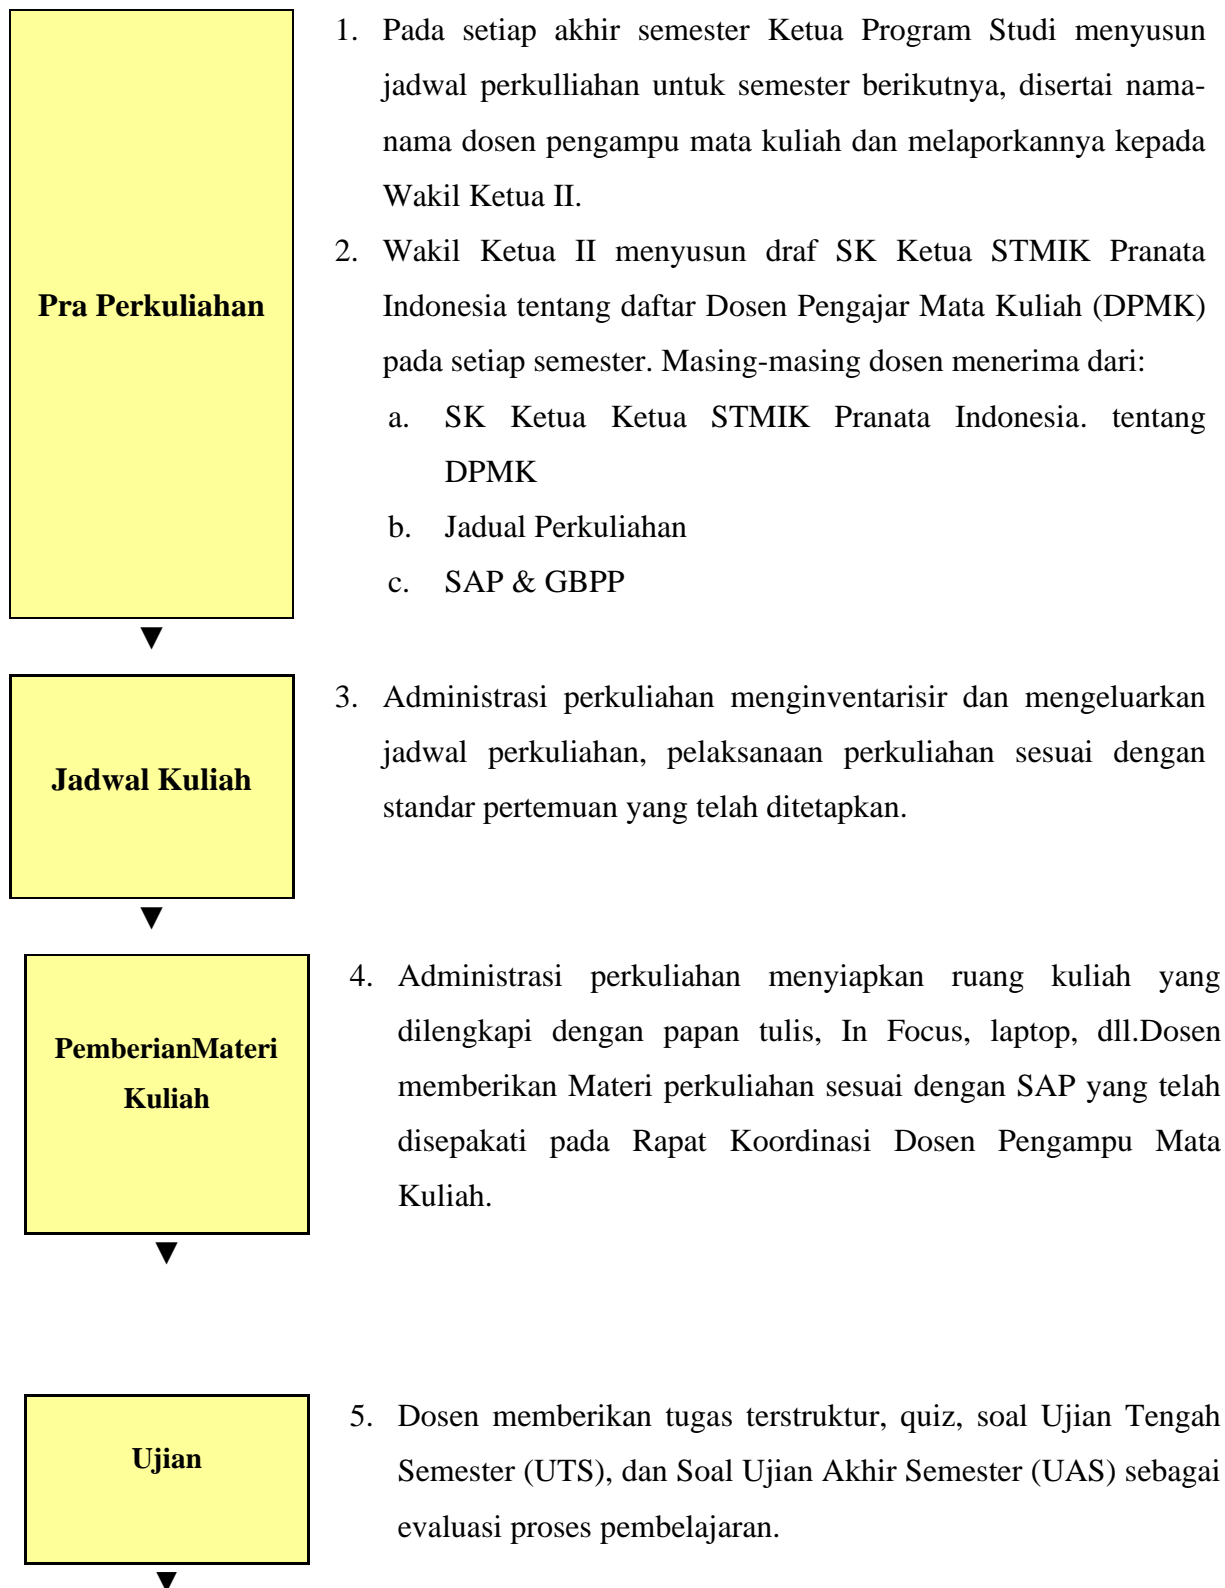 Pra Perkuliahan
1. Pada setiap akhir semester Ketua Program Studi menyusun
jadwal perkulliahan untuk semester berikutnya, disertai nama-
nama dosen pengampu mata kuliah dan melaporkannya kepada
Wakil Ketua II.
2. Wakil Ketua II menyusun draf SK Ketua STMIK Pranata
Indonesia tentang daftar Dosen Pengajar Mata Kuliah (DPMK)
pada setiap semester. Masing-masing dosen menerima dari:
a. SK Ketua Ketua STMIK Pranata Indonesia. tentang
DPMK
b. Jadual Perkuliahan
c. SAP & GBPP
Jadwal Kuliah
3. Administrasi perkuliahan menginventarisir dan mengeluarkan
jadwal perkuliahan, pelaksanaan perkuliahan sesuai dengan
standar pertemuan yang telah ditetapkan.
PemberianMateri
Kuliah
4. Administrasi perkuliahan menyiapkan ruang kuliah yang
dilengkapi dengan papan tulis, In Focus, laptop, dll.Dosen
memberikan Materi perkuliahan sesuai dengan SAP yang telah
disepakati pada Rapat Koordinasi Dosen Pengampu Mata
Kuliah.
Ujian
5. Dosen memberikan tugas terstruktur, quiz, soal Ujian Tengah
Semester (UTS), dan Soal Ujian Akhir Semester (UAS) sebagai
evaluasi proses pembelajaran.